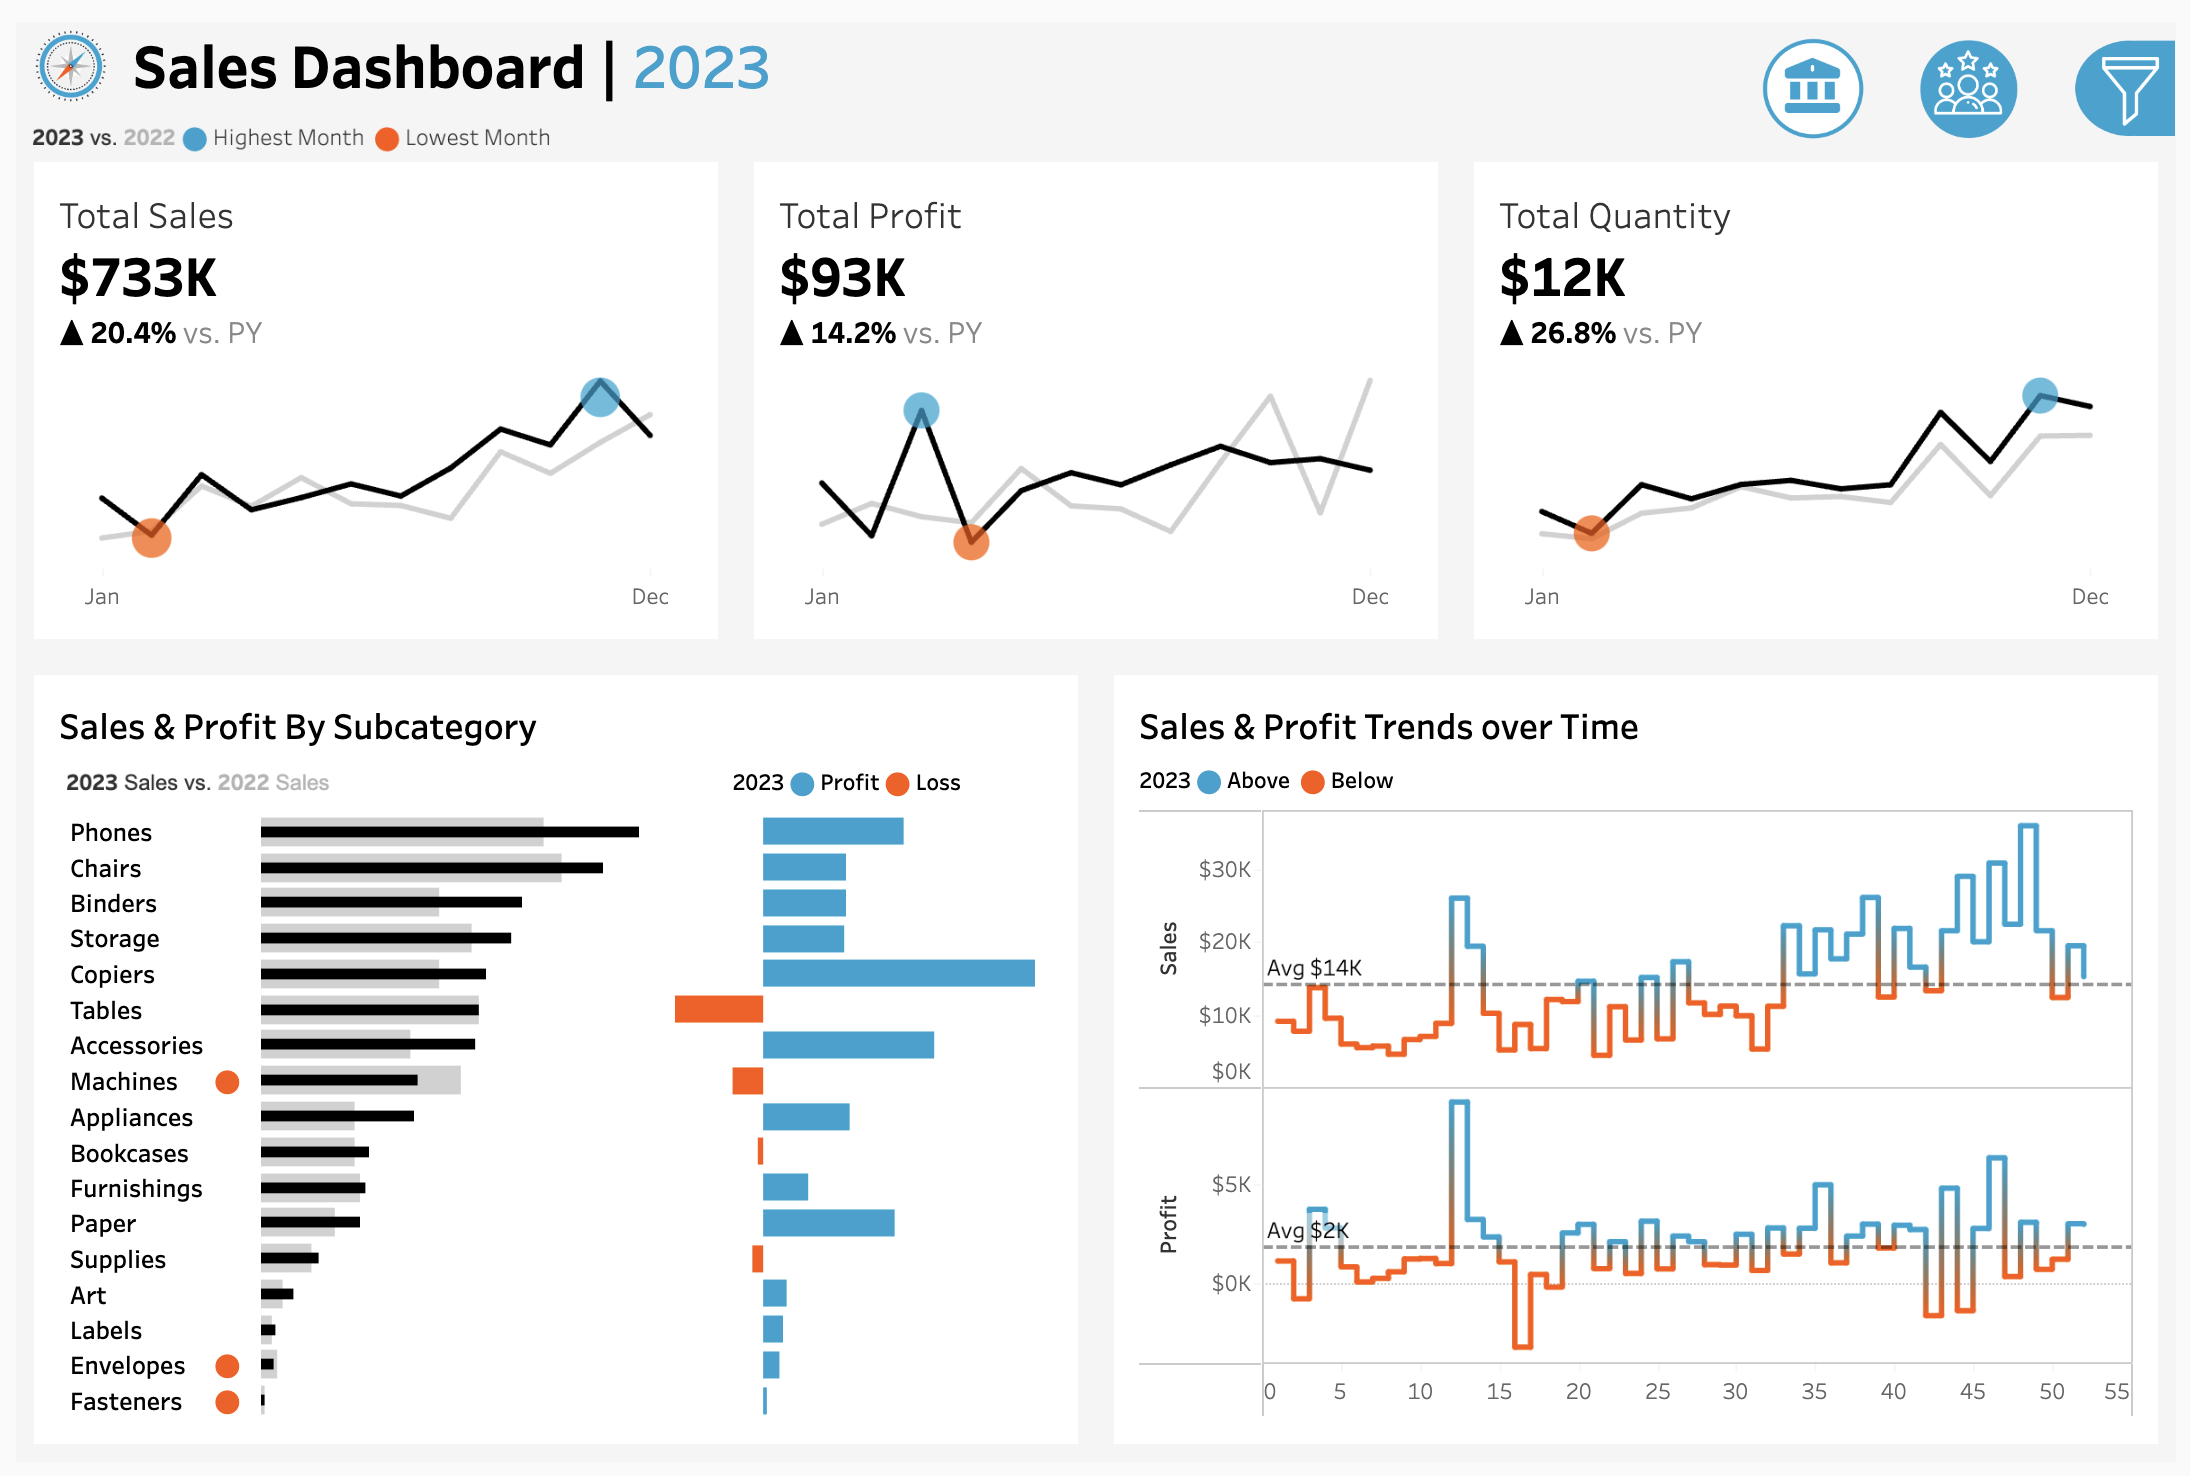 Sales Dashboard | 2023
2023 vs. 2022 Highest Month Lowest Month
Total Sales
$733K
▲ 20.4% vs. PY
Jan Dec
Total Profit
$93K
▲ 14.2% vs. PY
Jan Dec
Total Quantity
$12K
▲ 26.8% vs. PY
Jan Dec
Sales & Profit By Subcategory
2023 Sales vs. 2022 Sales
2023 Profit Loss
Phones
Chairs
Binders
Storage
Copiers
Tables
Accessories
Machines
Appliances
Bookcases
Furnishings
Paper
Supplies
Art
Labels
Envelopes
Fasteners
Sales & Profit Trends over Time
2023 Above Below
Sales
$30K
$20K
Avg $14K
$10K
$0K
Profit
$5K
Avg $2K
$0K
0 5 10 15 20 25 30 35 40 45 50 55